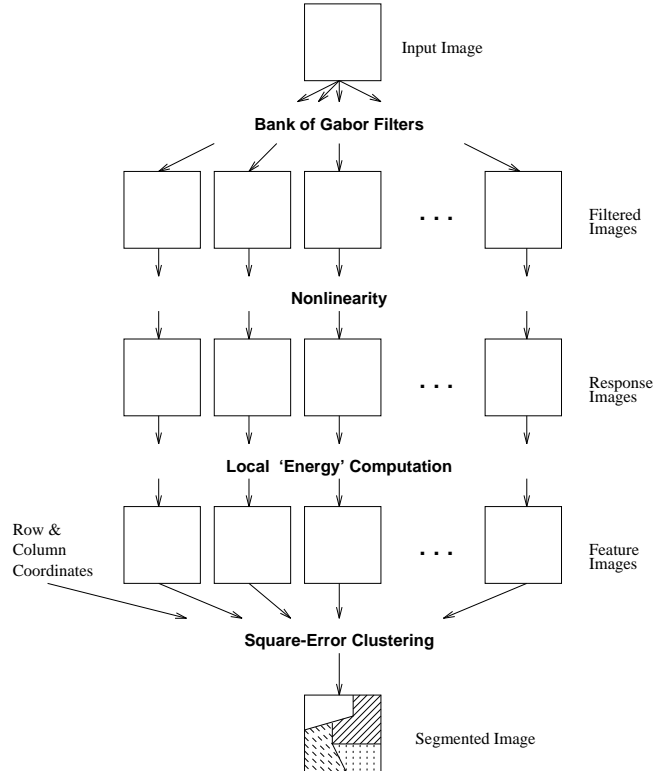 Input Image
Bank of Gabor Filters
. . .
Filtered
Images
Nonlinearity
. . .
Response
Images
Local ‘Energy’ Computation
Row &
Column
Coordinates
. . .
Feature
Images
Square-Error Clustering
Segmented Image